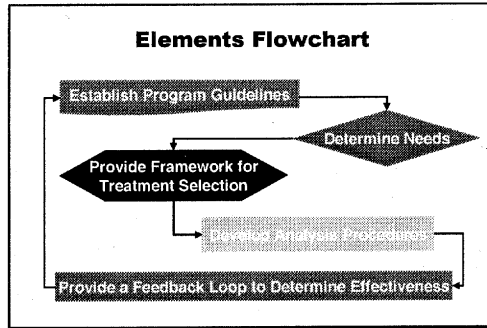 Elements Flowchart
Establish Program Guidelines
Determine Needs
Provide Framework for
Treatment Selection
Develop Analysis Procedures
Provide a Feedback Loop to Determine Effectiveness